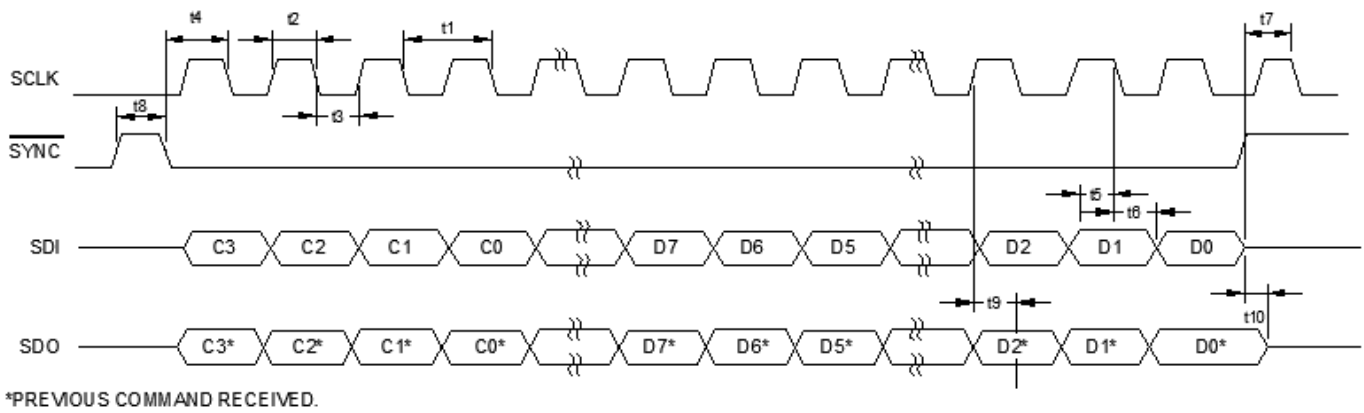 t4 t2 t1 t7
SCLK
t8 t3
SYNC
t5 t6
SDI C3 C2 C1 C0 D7 D6 D5 D2 D1 D0
t9 t10
SDO C3* C2* C1* C0* D7* D6* D5* D2* D1* D0*
*PREVIOUS COMMAND RECEIVED.